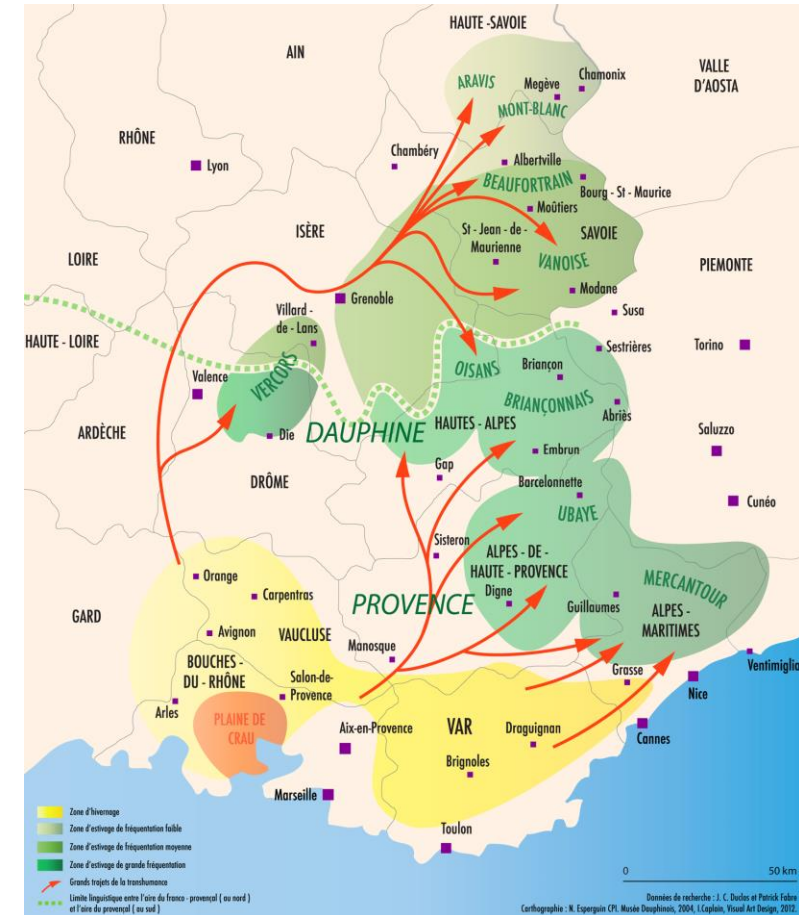 HAUTE -SAVOIE
AIN
VALLE
D'AOSTA
ARAVIS
Megève
Chamonix
MONT-BLANC
RHÔNE
Lyon
Chambéry
Albertville
BEAUFORTRAIN
Bourg - St - Maurice
Moûtiers
ISÈRE
St - Jean - de -
Maurienne
SAVOIE
VANOISE
LOIRE
PIEMONTE
Modane
Grenoble
Susa
Villard -
de - Lans
HAUTE - LOIRE
Sestrières
Torino
OISANS
Briançon
Valence
VERCORS
BRIANÇONNAIS
Abriès
ARDÈCHE
DAUPHINE
HAUTES - ALPES
Die
Saluzzo
Embrun
Gap
DRÔME
Barcelonnette
Cunéo
UBAYE
Sisteron
ALPES - DE -
HAUTE - PROVENCE
Orange
MERCANTOUR
Carpentras
PROVENCE
Digne
Guillaumes
ALPES -
MARITIMES
GARD
Avignon
VAUCLUSE
Manosque
Ventimiglia
BOUCHES -
DU - RHÔNE
Salon-de-
Provence
Grasse
Nice
Arles
PLAINE DE
CRAU
Aix-en-Provence
VAR
Draguignan
Cannes
Brignoles
Marseille
Toulon
Zone d'hivernage
Zone d'estivage de fréquentation faible
Zone d'estivage de fréquentation moyenne
Zone d'estivage de grande fréquentation
Grands trajets de la transhumance
Limite linguistique entre l'aire du franco - provençal ( au nord )
et l'aire du provençal ( au sud )
0 50 km
Données de recherche : J. C. Duclos et Patrick Fabre
Cartographie : N. Esperguin CPI. Musée Dauphinois, 2004, I.Caplain, Visual Art Design, 2012.